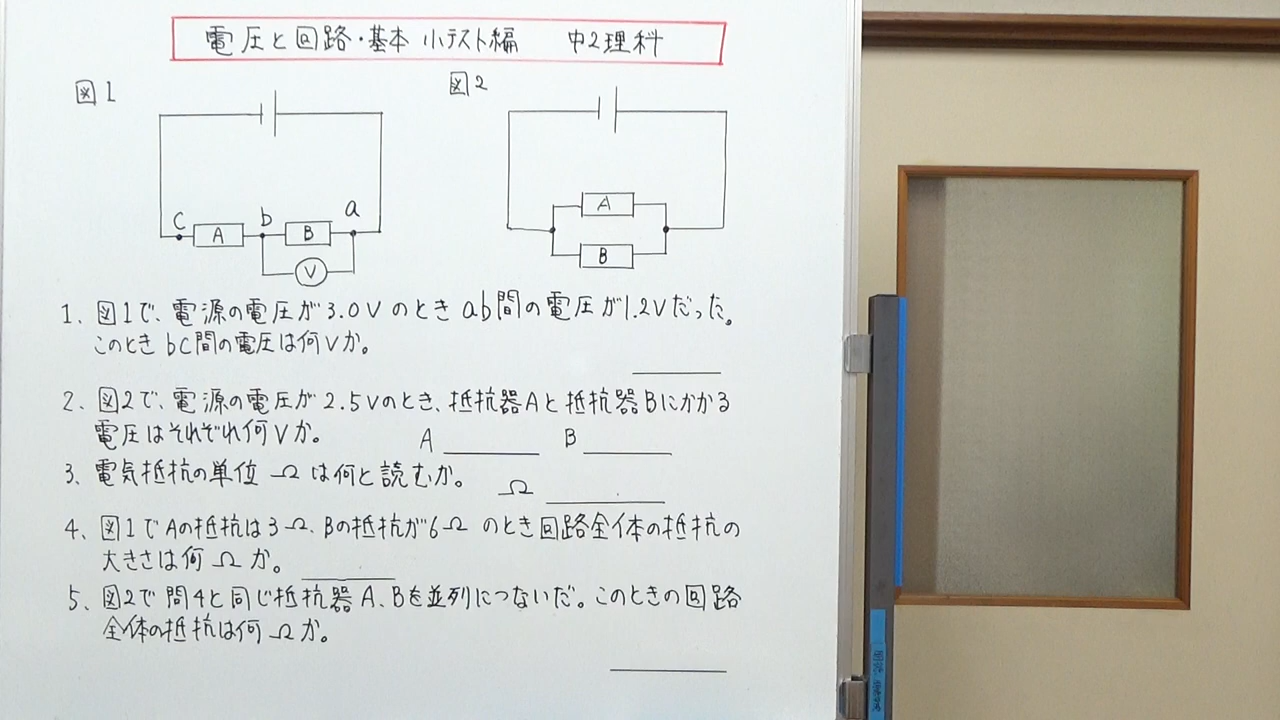 電圧と回路・基本 小テスト編 中2理科
図1
図2
C
A
b
B
a
V
A
B
1、図1で、電源の電圧が3.0Vのときab間の電圧が1.2Vだった。
このときbC間の電圧は何Vか。
2、図2で、電源の電圧が2.5Vのとき、抵抗器Aと抵抗器Bにかかる
電圧はそれぞれ何Vか。 A B
3、電気抵抗の単位 Ωは何と読むか。 Ω
4、図1でAの抵抗は3Ω、Bの抵抗が6Ωのとき回路全体の抵抗の
大きさは何Ωか。
5、図2で問4と同じ抵抗器A、Bを並列につないだ。このときの回路
全体の抵抗は何Ωか。